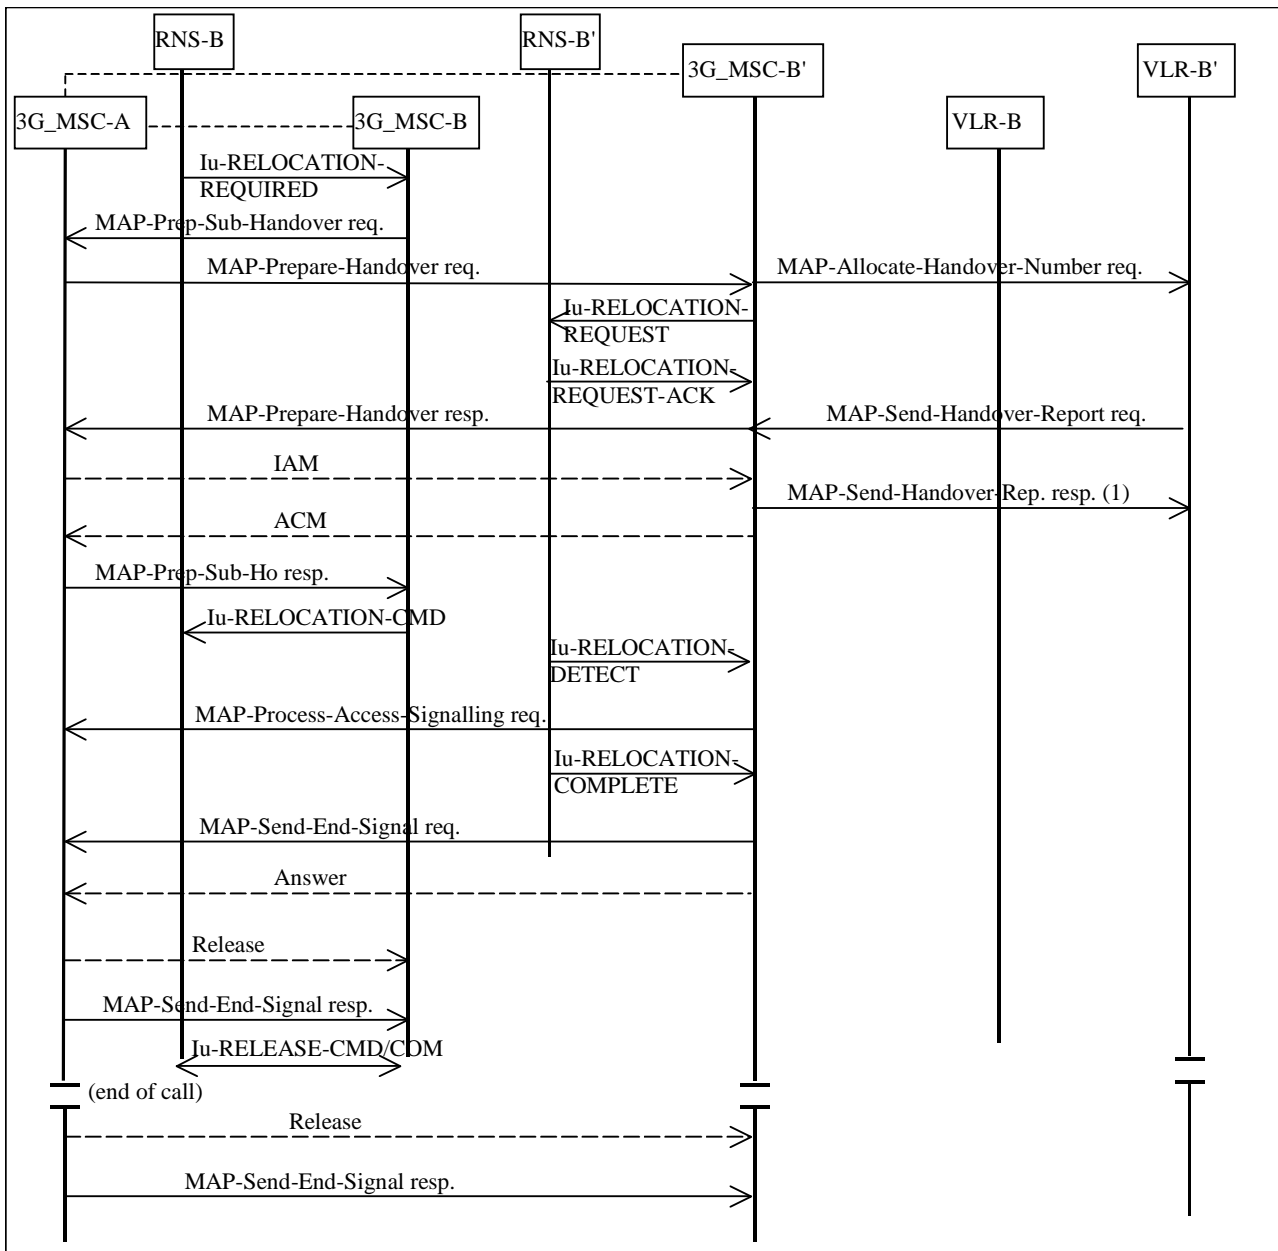 RNS-B
RNS-B'
3G_MSC-B'
VLR-B'
3G_MSC-A
3G_MSC-B
VLR-B
Iu-RELOCATION-
REQUIRED
MAP-Prep-Sub-Handover req.
MAP-Prepare-Handover req.
MAP-Allocate-Handover-Number req.
Iu-RELOCATION-
REQUEST
Iu-RELOCATION-
REQUEST-ACK
MAP-Prepare-Handover resp.
MAP-Send-Handover-Report req.
IAM
MAP-Send-Handover-Rep. resp. (1)
ACM
MAP-Prep-Sub-Ho resp.
Iu-RELOCATION-CMD
Iu-RELOCATION-
DETECT
MAP-Process-Access-Signalling req.
Iu-RELOCATION-
COMPLETE
MAP-Send-End-Signal req.
Answer
Release
MAP-Send-End-Signal resp.
Iu-RELEASE-CMD/COM
(end of call)
Release
MAP-Send-End-Signal resp.